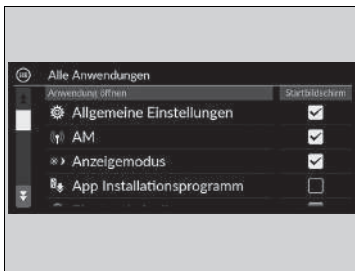 Alle Anwendungen
Anwendung öffnen Startbildschirm
Allgemeine Einstellungen
AM
Anzeigemodus
App Installationsprogramm